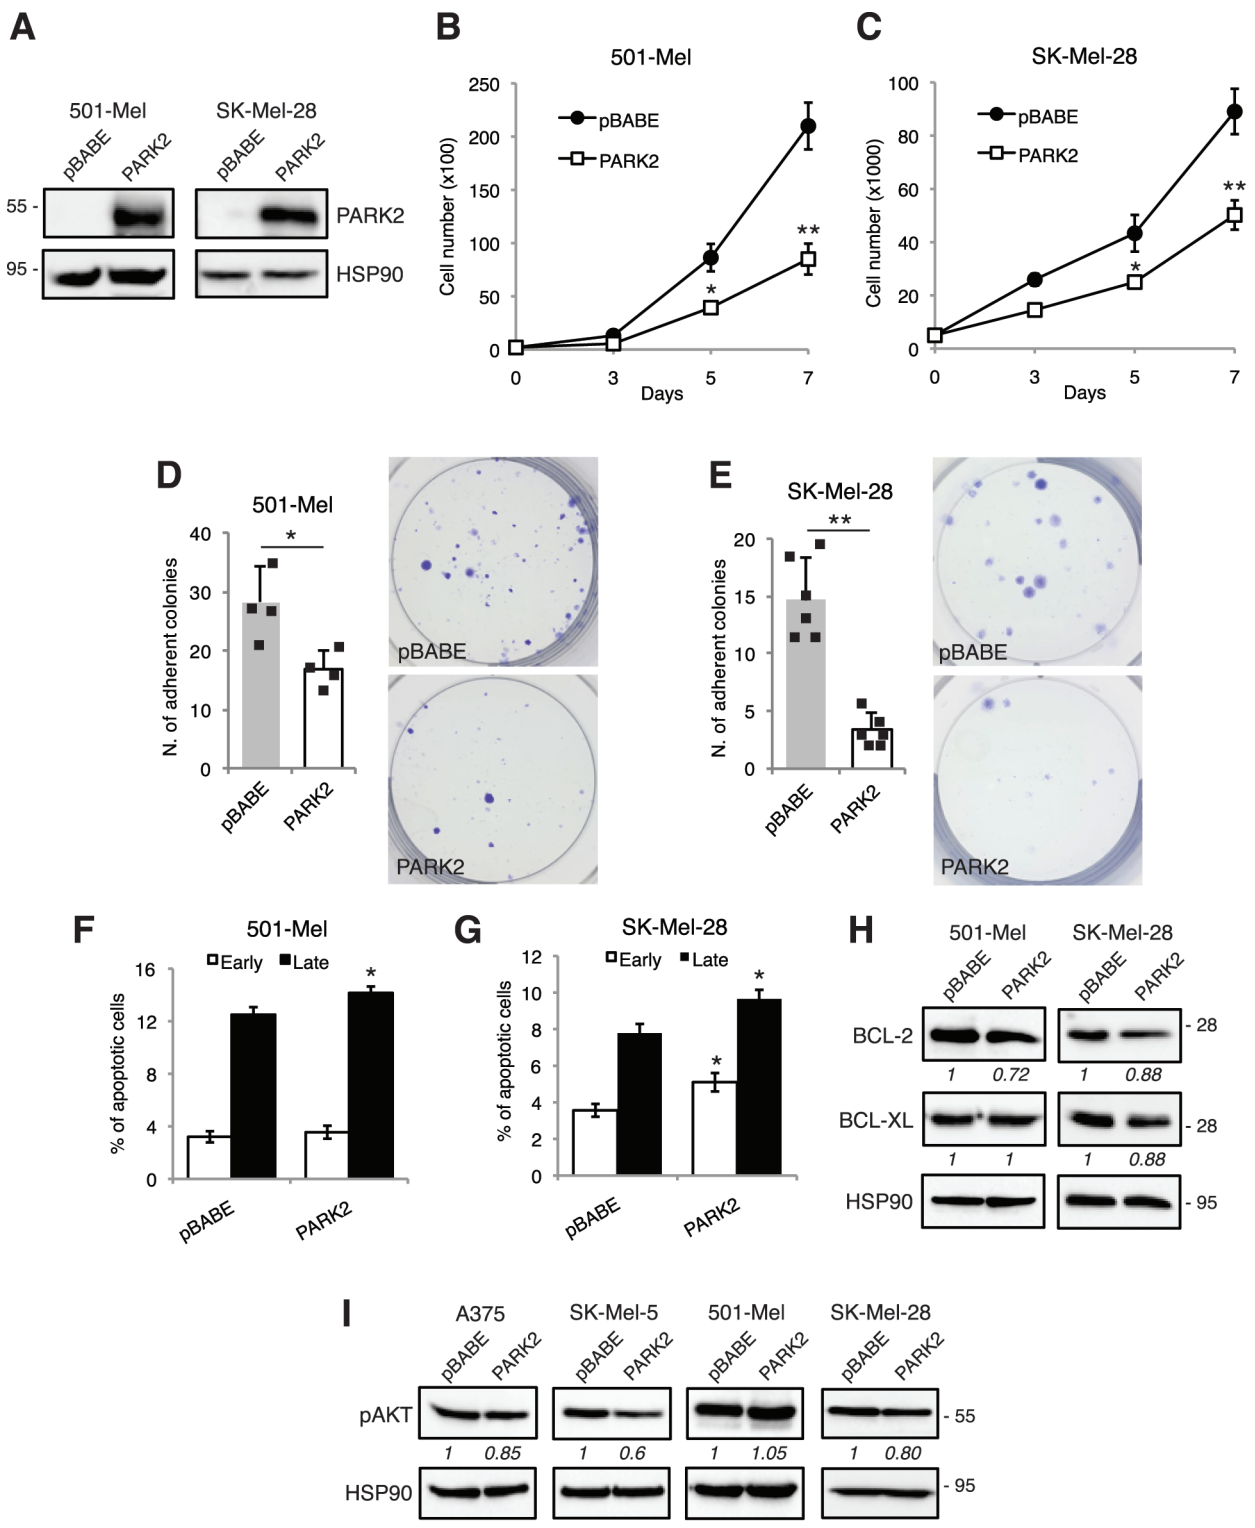 A
501-Mel
SK-Mel-28
pBABE
PARK2
pBABE
PARK2
55 -
PARK2
95 -
HSP90
B
501-Mel
Cell number (x100)
250
200
150
100
50
0
pBABE
PARK2
*
**
0
3
5
7
Days
C
SK-Mel-28
Cell number (x1000)
100
80
60
40
20
0
pBABE
PARK2
*
**
0
3
5
7
Days
D
501-Mel
N. of adherent colonies
40
30
20
10
0
*
pBABE
PARK2
pBABE
PARK2
E
SK-Mel-28
N. of adherent colonies
20
15
10
5
0
**
pBABE
PARK2
pBABE
PARK2
F
501-Mel
Early
Late
% of apoptotic cells
16
12
8
4
0
*
pBABE
PARK2
G
SK-Mel-28
Early
Late
% of apoptotic cells
12
10
8
6
4
2
0
*
*
pBABE
PARK2
H
501-Mel
SK-Mel-28
pBABE
PARK2
pBABE
PARK2
BCL-2
- 28
1 0.72 1 0.88
BCL-XL
- 28
1 1 1 0.88
HSP90
- 95
I
A375
SK-Mel-5
501-Mel
SK-Mel-28
pBABE
PARK2
pBABE
PARK2
pBABE
PARK2
pBABE
PARK2
pAKT
- 55
1 0.85 1 0.6 1 1.05 1 0.80
HSP90
- 95